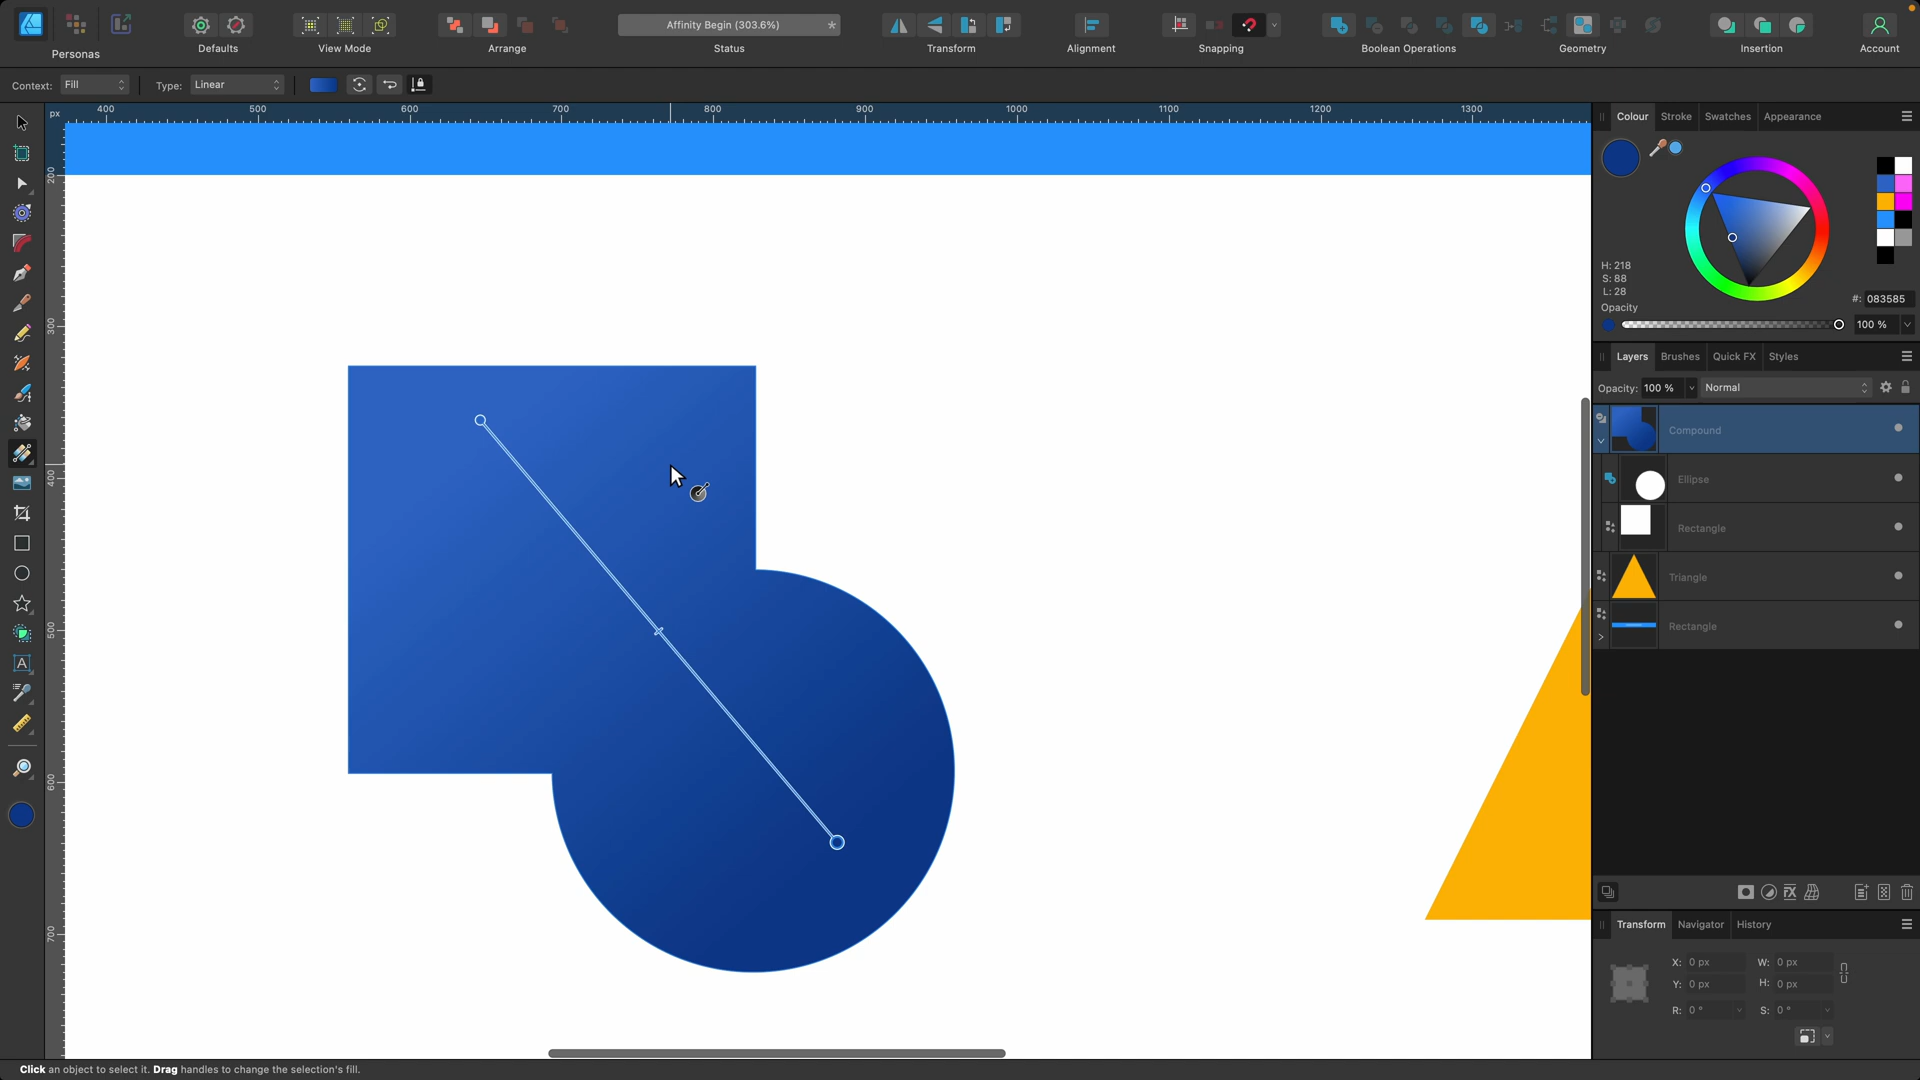 Affinity Begin (303.6%)
*
Personas
Defaults
View Mode
Arrange
Status
Transform
Alignment
Snapping
Boolean Operations
Geometry
Insertion
Account
Context:
Fill
Type:
Linear
px
400
500
600
700
800
900
1000
1100
1200
1300
200
300
400
500
600
700
Colour
Stroke
Swatches
Appearance
H: 218
S: 88
L: 28
#: 083585
Opacity
100 %
Layers
Brushes
Quick FX
Styles
Opacity: 100 %
Normal
Compound
Ellipse
Rectangle
Triangle
Rectangle
FX
A
Transform
Navigator
History
X: 0 px
W: 0 px
Y: 0 px
H: 0 px
R: 0 °
S: 0 °
Click an object to select it. Drag handles to change the selection's fill.